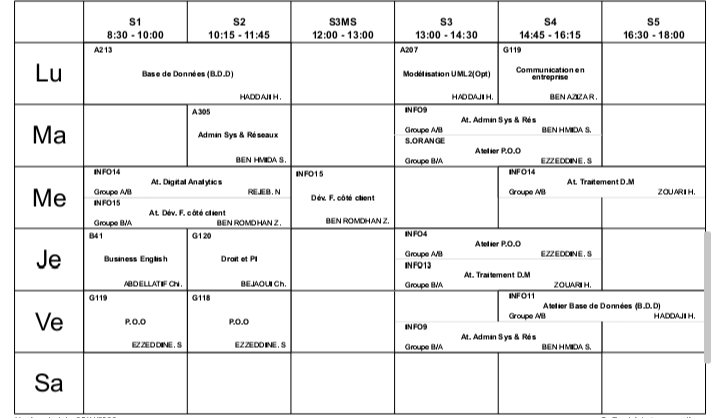 S1 S2 S3MS S3 S4 S5
8:30 - 10:00 10:15 - 11:45 12:00 - 13:00 13:00 - 14:30 14:45 - 16:15 16:30 - 18:00
Lu
A213
Base de Données (B.D.D)
HADDAJI H.
A207
Modélisation UML2(Opt)
HADDAJI H.
G119
Communication en
entreprise
BEN AZIZA R.
Ma
A305
Admin Sys & Réseaux
BEN HMIDA S.
INFO9
At. Admin Sys & Rés
Groupe A/B BEN HMIDA S.
S.ORANGE
Atelier P.O.O
Groupe B/A EZZEDDINE. S
Me
INFO14
At. Digital Analytics
Groupe A/B REJEB. N
INFO15
At. Dév. F. côté client
Groupe B/A BEN ROMDHAN Z.
INFO15
Dév. F. côté client
BEN ROMDHAN Z.
INFO14
At. Traitement D.M
Groupe A/B ZOUARI H.
Je
B41
Business English
ABDELLATIF Ch.
G120
Droit et PI
BEJAOUI Ch.
INFO4
Atelier P.O.O
Groupe A/B EZZEDDINE. S
INFO13
At. Traitement D.M
Groupe B/A ZOUARI H.
Ve
G119
P.O.O
EZZEDDINE. S
G118
P.O.O
EZZEDDINE. S
INFO11
Atelier Base de Données (B.D.D)
Groupe A/B HADDAJI H.
INFO9
At. Admin Sys & Rés
Groupe B/A BEN HMIDA S.
Sa